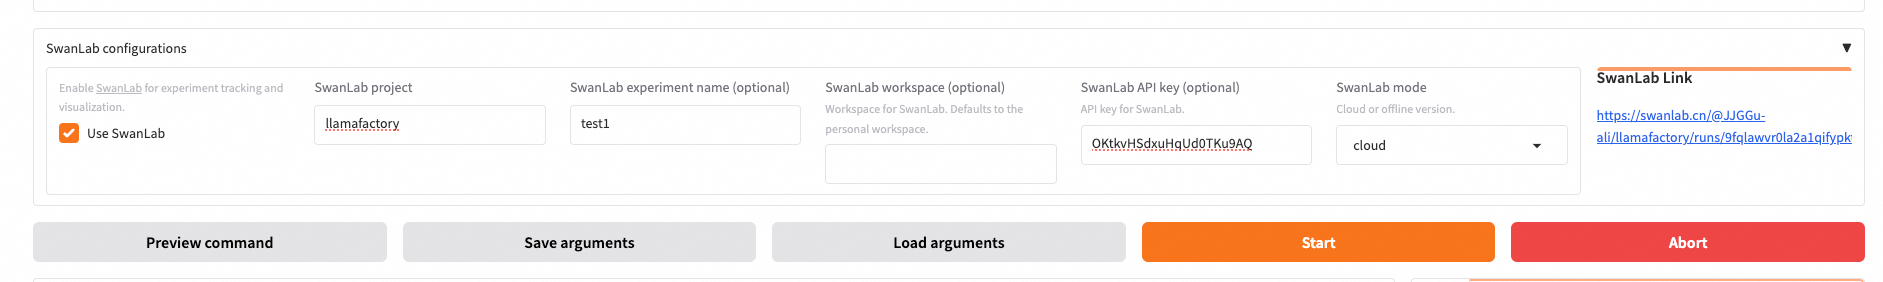 SwanLab configurations
▼
Enable SwanLab for experiment tracking and
visualization.
Use SwanLab
SwanLab project
llamafactory
SwanLab experiment name (optional)
test1
SwanLab workspace (optional)
Workspace for SwanLab. Defaults to the
personal workspace.
SwanLab API key (optional)
API key for SwanLab.
OKtkvHSdxuHqUd0TKu9AQ
SwanLab mode
Cloud or offline version.
cloud
SwanLab Link
https://swanlab.cn/@JJGGu-
ali/llamafactory/runs/9fqlawvr0la2a1qifypk
Preview command
Save arguments
Load arguments
Start
Abort